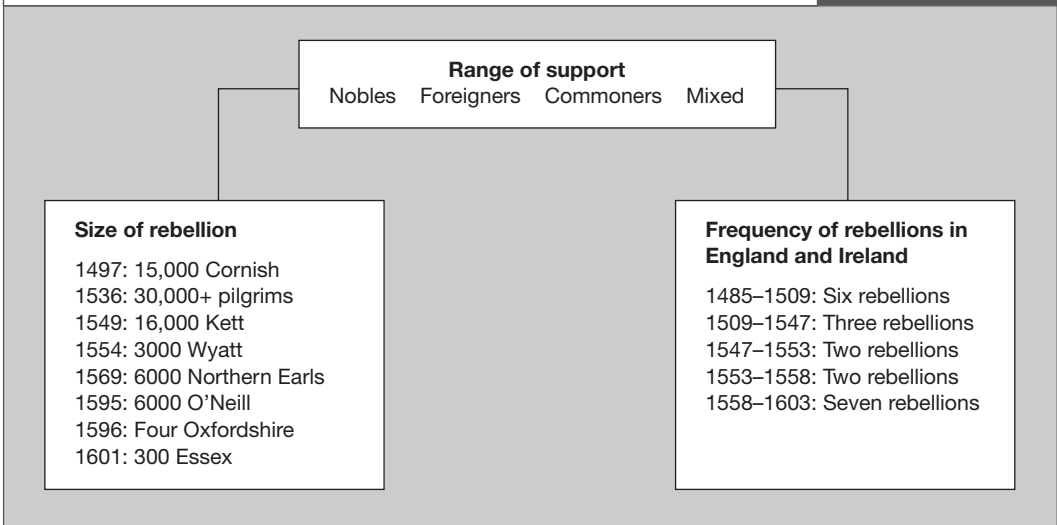 Range of support
Nobles Foreigners Commoners Mixed
Size of rebellion
1497: 15,000 Cornish
1536: 30,000+ pilgrims
1549: 16,000 Kett
1554: 3000 Wyatt
1569: 6000 Northern Earls
1595: 6000 O’Neill
1596: Four Oxfordshire
1601: 300 Essex
Frequency of rebellions in
England and Ireland
1485–1509: Six rebellions
1509–1547: Three rebellions
1547–1553: Two rebellions
1553–1558: Two rebellions
1558–1603: Seven rebellions